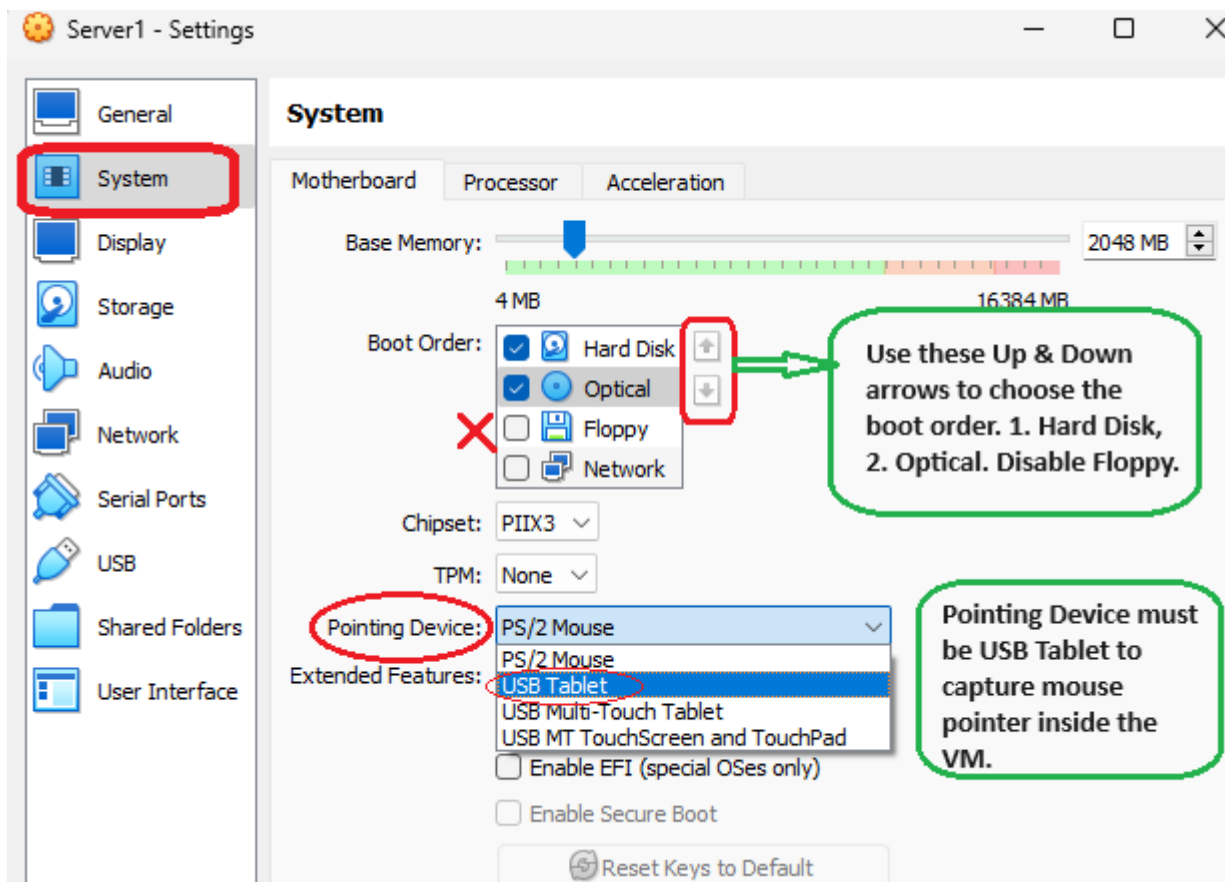 Server1 - Settings
General
System
Display
Storage
Audio
Network
Serial Ports
USB
Shared Folders
User Interface
System
Motherboard Processor Acceleration
Base Memory: 2048 MB
4 MB 16384 MB
Boot Order:
Hard Disk
Optical
Floppy
Network
Use these Up & Down
arrows to choose the
boot order. 1. Hard Disk,
2. Optical. Disable Floppy.
Chipset: PIIX3
TPM: None
Pointing Device: PS/2 Mouse
PS/2 Mouse
Extended Features:
USB Tablet
USB Multi-Touch Tablet
USB MT TouchScreen and TouchPad
Pointing Device must
be USB Tablet to
capture mouse
pointer inside the
VM.
Enable EFI (special OSes only)
Enable Secure Boot
Reset Keys to Default